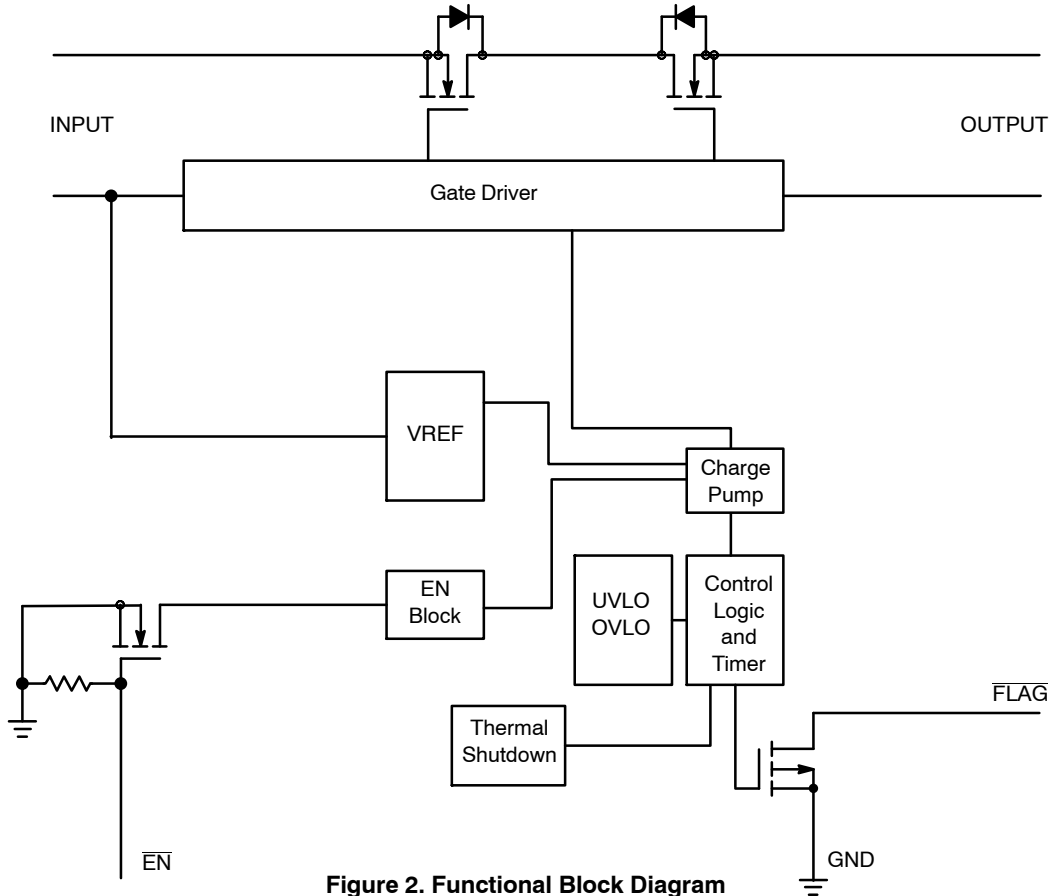 INPUT
OUTPUT
Gate Driver
VREF
Charge
Pump
EN
Block
UVLO
OVLO
Control
Logic
and
Timer
FLAG
Thermal
Shutdown
EN
GND
Figure 2. Functional Block Diagram